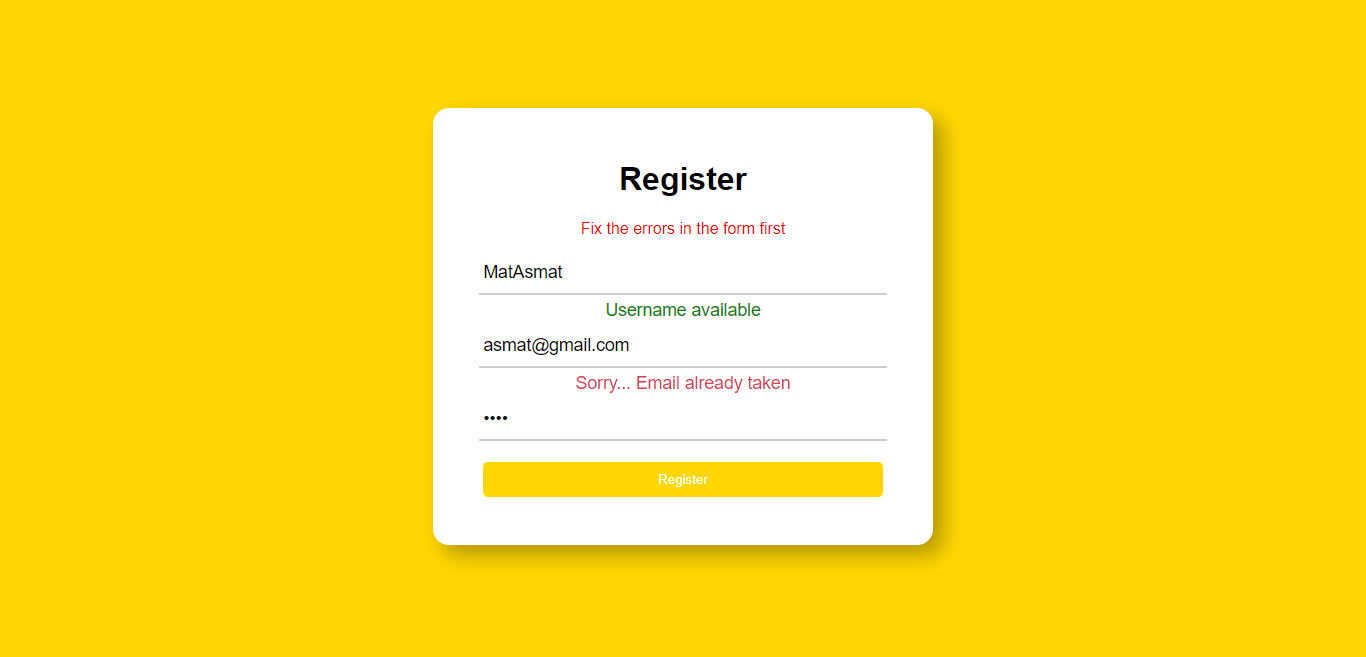 Register
Fix the errors in the form first
MatAsmat
Username available
asmat@gmail.com
Sorry... Email already taken
••••
Register